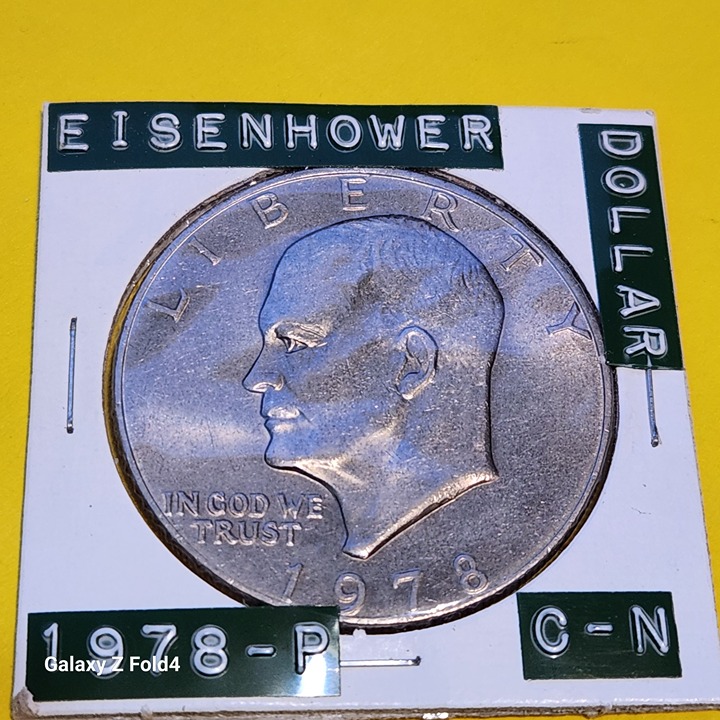 EISENHOWER
DOLLAR
LIBERTY
IN GOD WE
TRUST
1978
1978-P
C-N
Galaxy Z Fold4